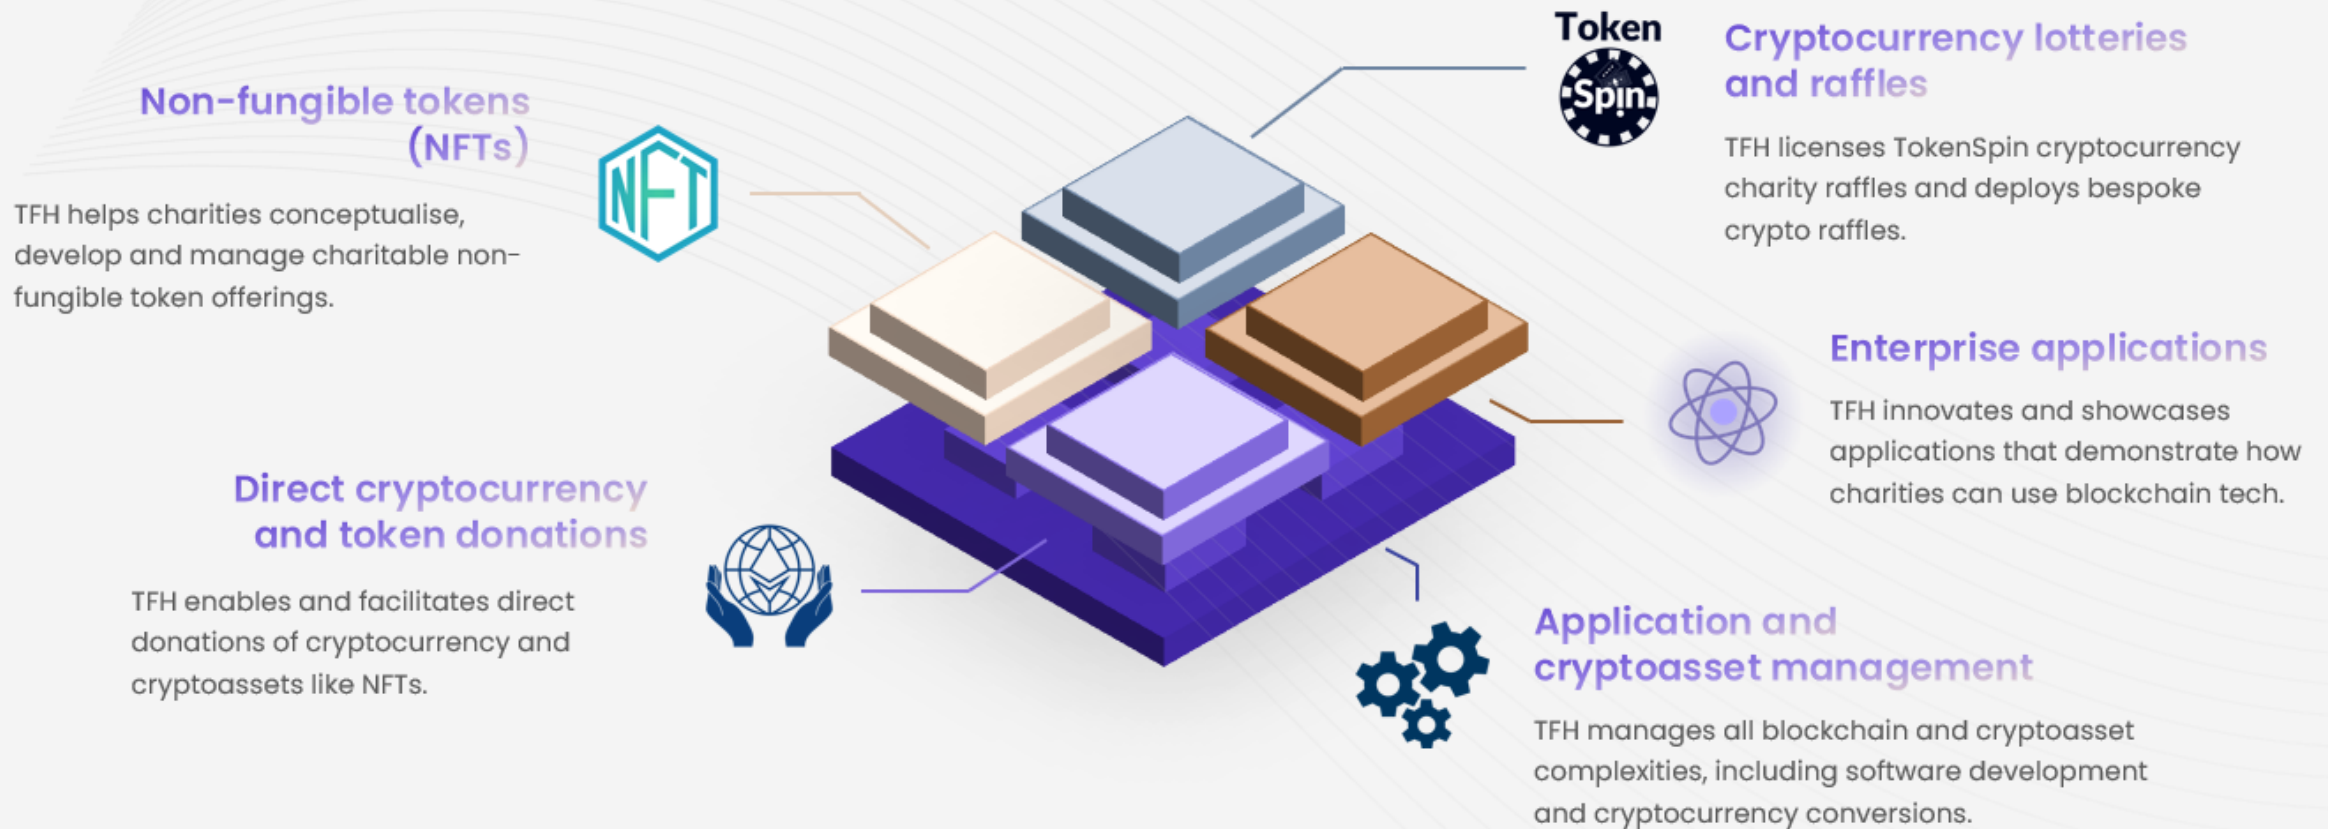 Non-fungible tokens
(NFTs)
TFH helps charities conceptualise,
develop and manage charitable non-
fungible token offerings.
NFT
Token
Spin
Cryptocurrency lotteries
and raffles
TFH licenses TokenSpin cryptocurrency
charity raffles and deploys bespoke
crypto raffles.
Enterprise applications
TFH innovates and showcases
applications that demonstrate how
charities can use blockchain tech.
Direct cryptocurrency
and token donations
TFH enables and facilitates direct
donations of cryptocurrency and
cryptoassets like NFTs.
Application and
cryptoasset management
TFH manages all blockchain and cryptoasset
complexities, including software development
and cryptocurrency conversions.